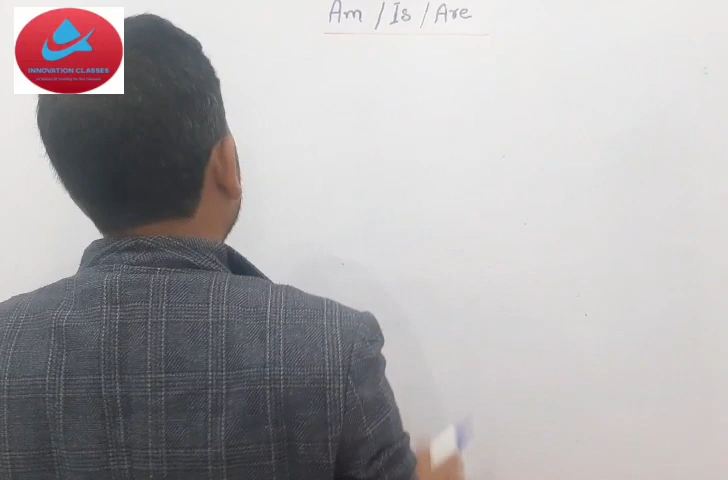 Am / Is / Are
INNOVATION CLASSES